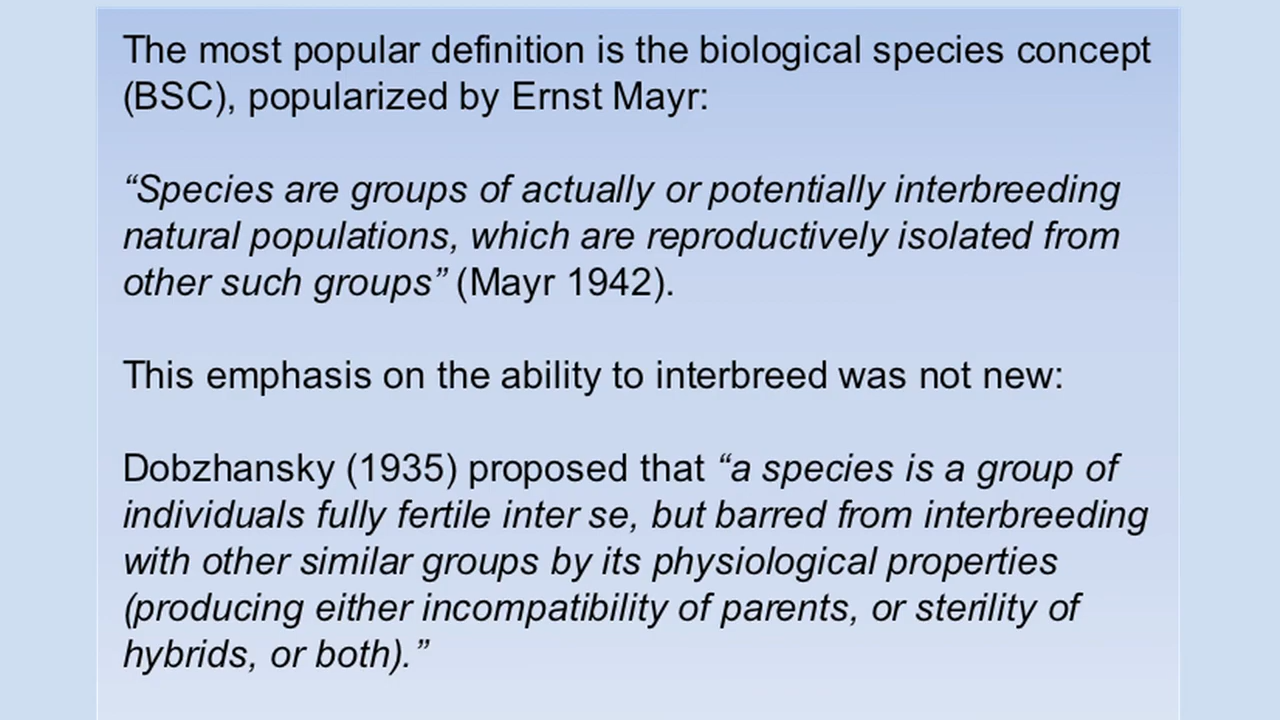 The most popular definition is the biological species concept
(BSC), popularized by Ernst Mayr:
“Species are groups of actually or potentially interbreeding
natural populations, which are reproductively isolated from
other such groups” (Mayr 1942).
This emphasis on the ability to interbreed was not new:
Dobzhansky (1935) proposed that “a species is a group of
individuals fully fertile inter se, but barred from interbreeding
with other similar groups by its physiological properties
(producing either incompatibility of parents, or sterility of
hybrids, or both).”